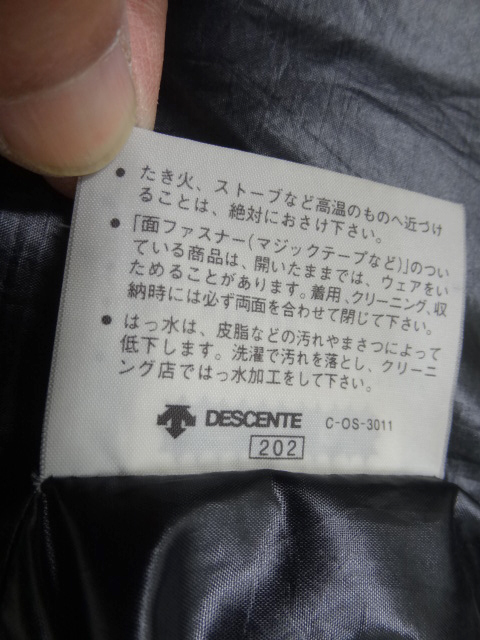 ● たき火、ストーブなど高温のものへ近づけ
ることは、絶対におさけ下さい。
● 「面ファスナー(マジックテープなど)」のつい
ている商品は、開いたままでは、ウェアをい
ためることがあります。着用、クリーニング、収
納時には必ず両面を合わせて閉じて下さい。
● はっ水は、皮脂などの汚れやまさつによって
低下します。洗濯で汚れを落とし、クリーニ
ング店ではっ水加工をして下さい。
DESCENTE C-OS-3011
202